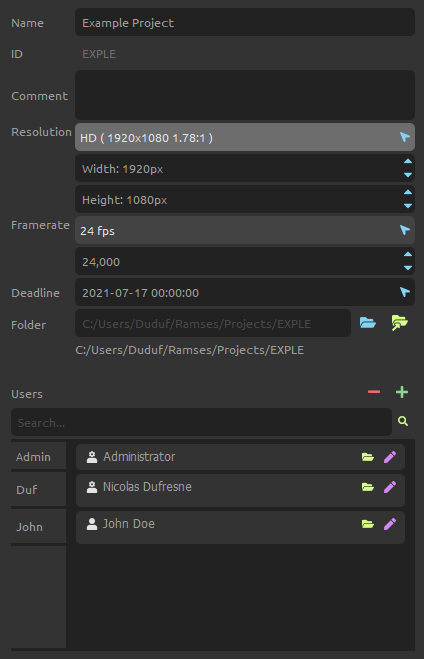 Name Example Project
ID EXPLE
Comment
Resolution HD ( 1920x1080 1.78:1 )
Width: 1920px
Height: 1080px
Framerate 24 fps
24,000
Deadline 2021-07-17 00:00:00
Folder C:/Users/Duduf/Ramses/Projects/EXPLE
C:/Users/Duduf/Ramses/Projects/EXPLE
Users
Search...
Admin Administrator
Duf Nicolas Dufresne
John John Doe